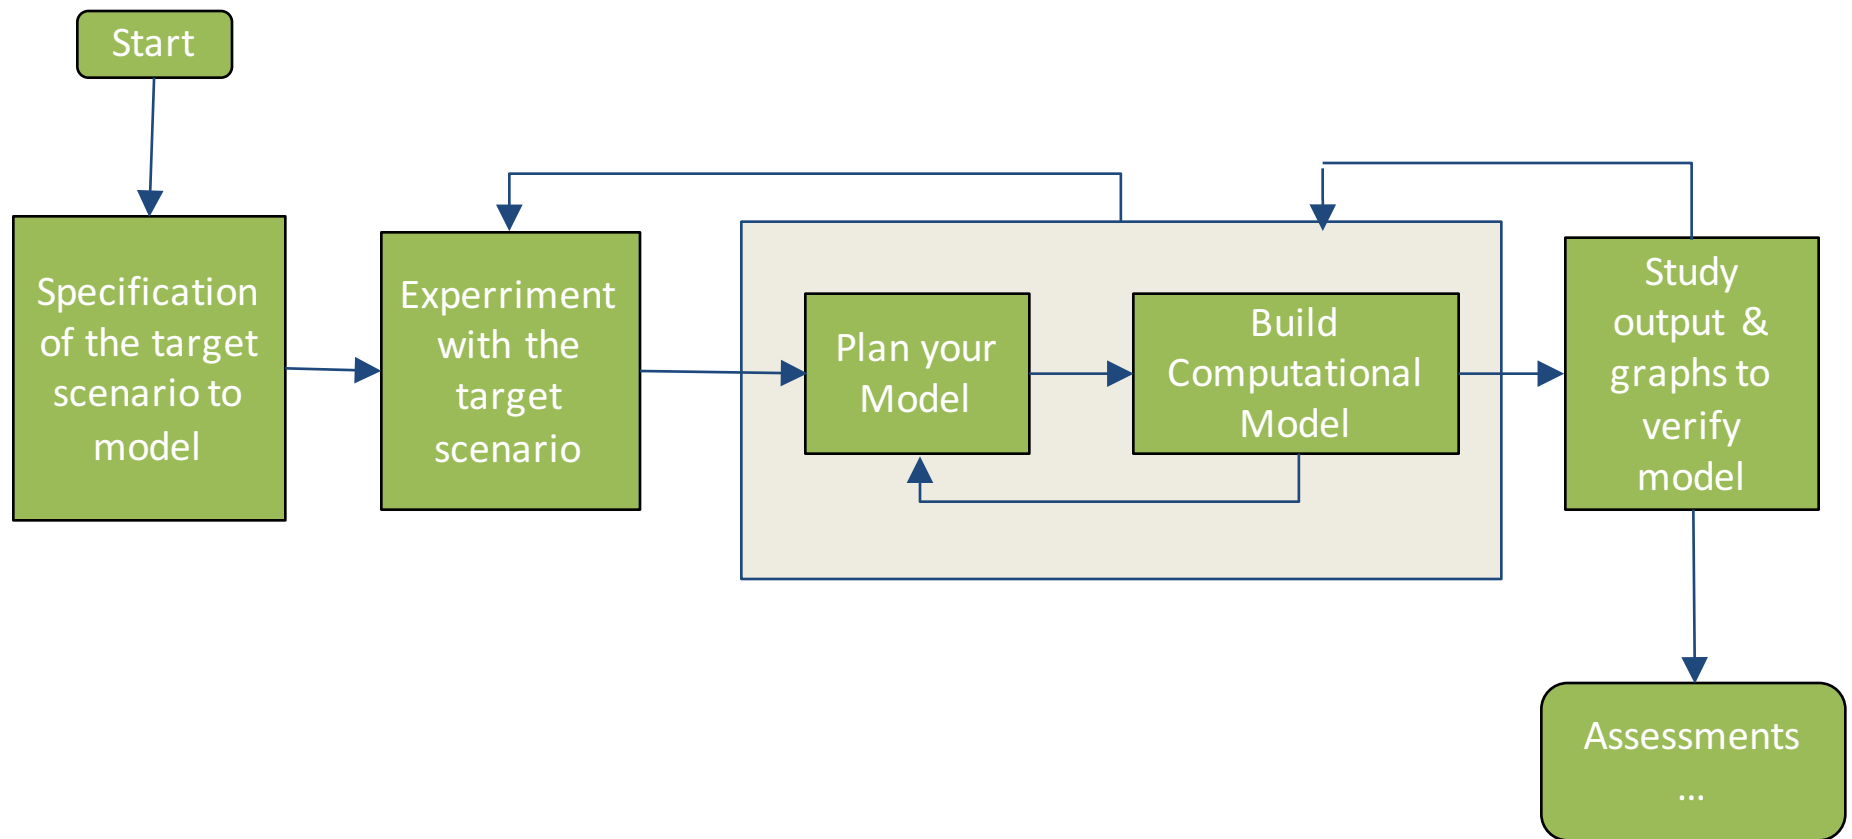 Start
Specification
of the target
scenario to
model
Experriment
with the
target
scenario
Plan your
Model
Build
Computational
Model
Study
output &
graphs to
verify
model
Assessments
...